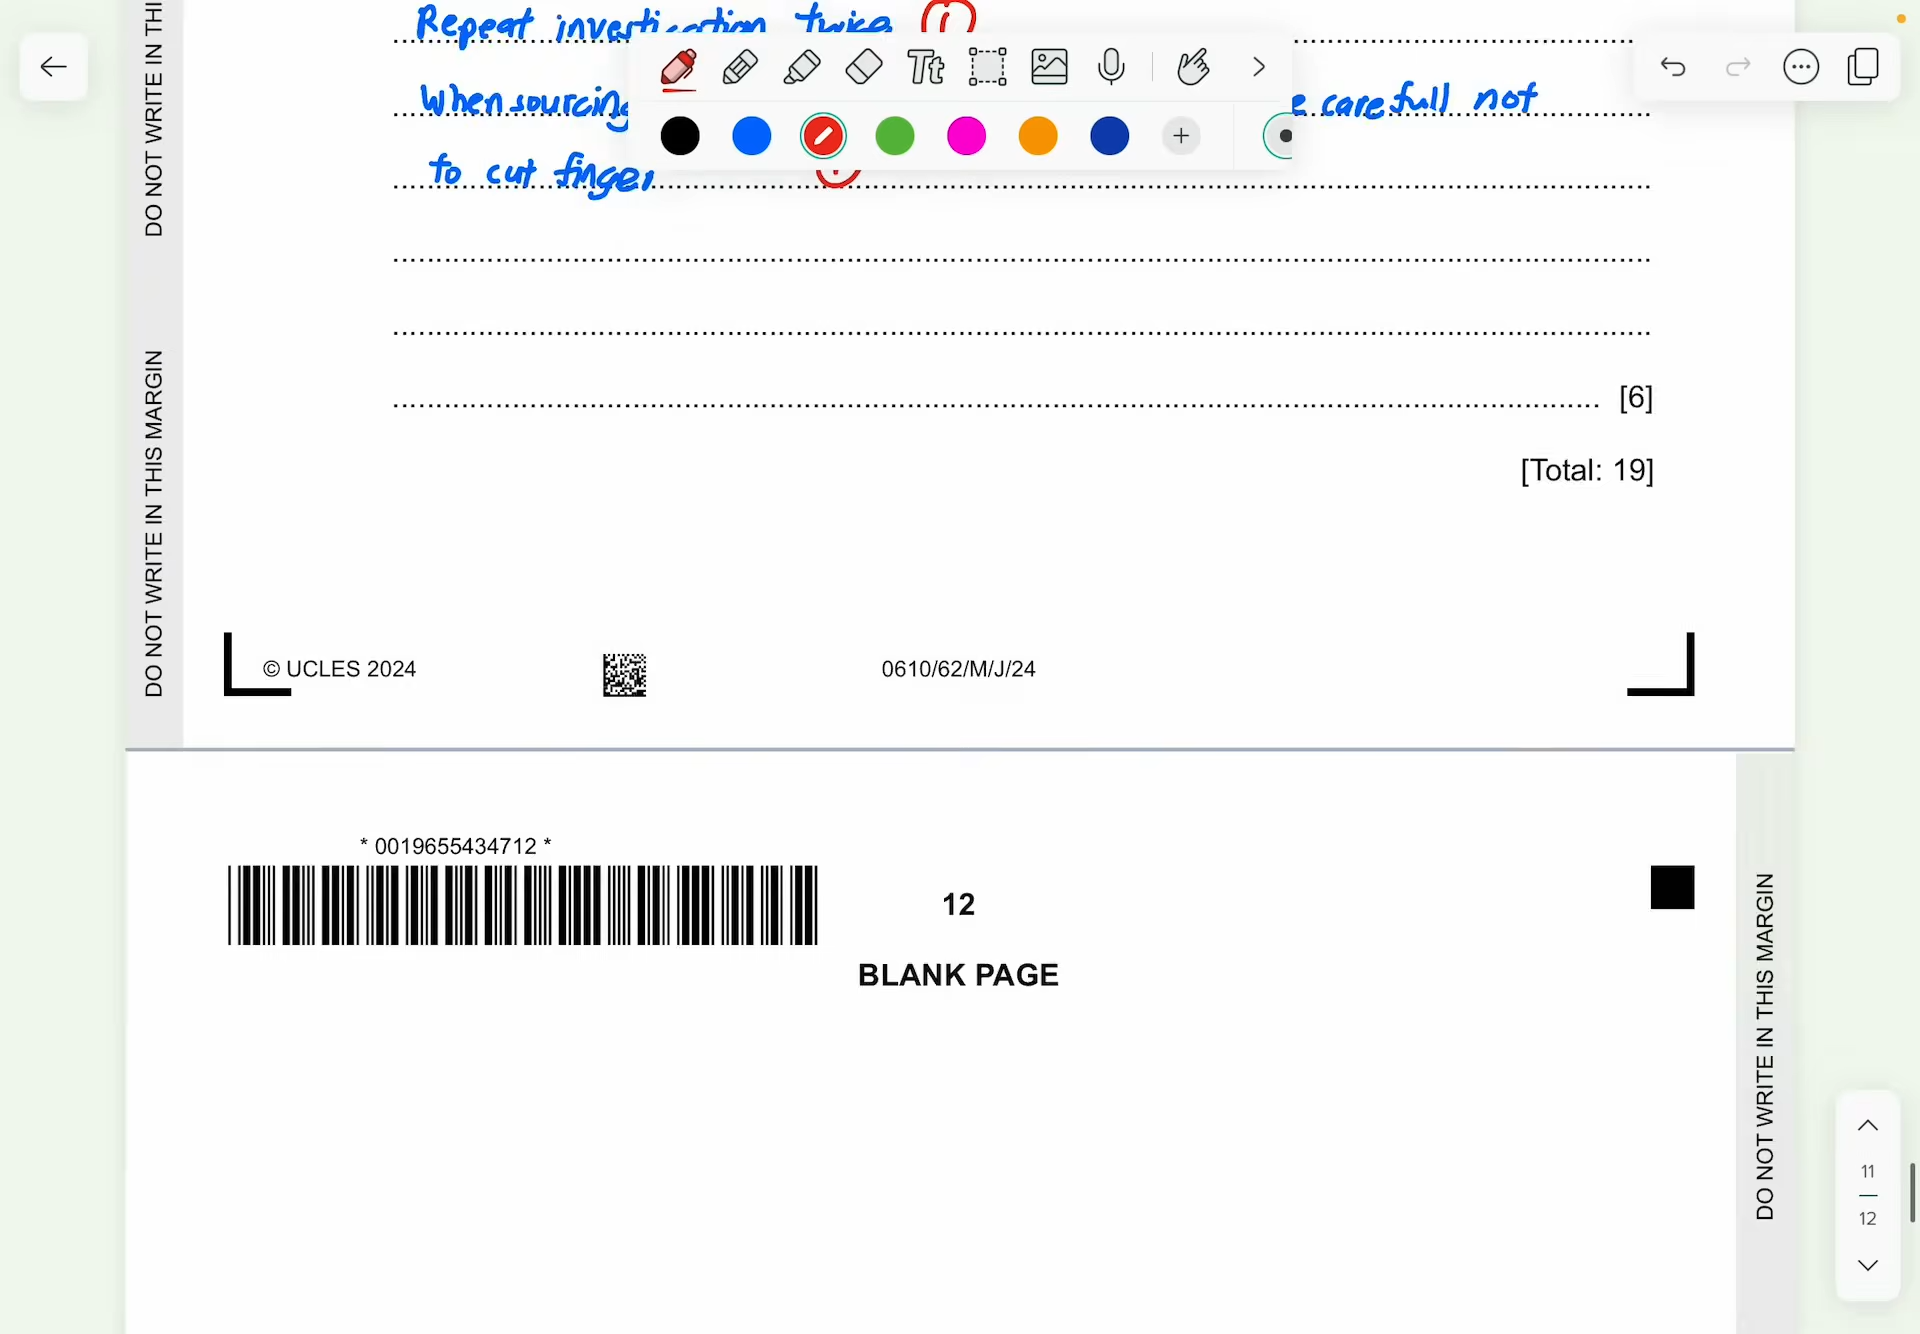 Repeat investigation twice
When sourcing
e carefull not
to cut finger
[6]
[Total: 19]
© UCLES 2024
0610/62/M/J/24
DO NOT WRITE IN THI
DO NOT WRITE IN THIS MARGIN
* 0019655434712 *
12
BLANK PAGE
DO NOT WRITE IN THIS MARGIN
Tt
11
12